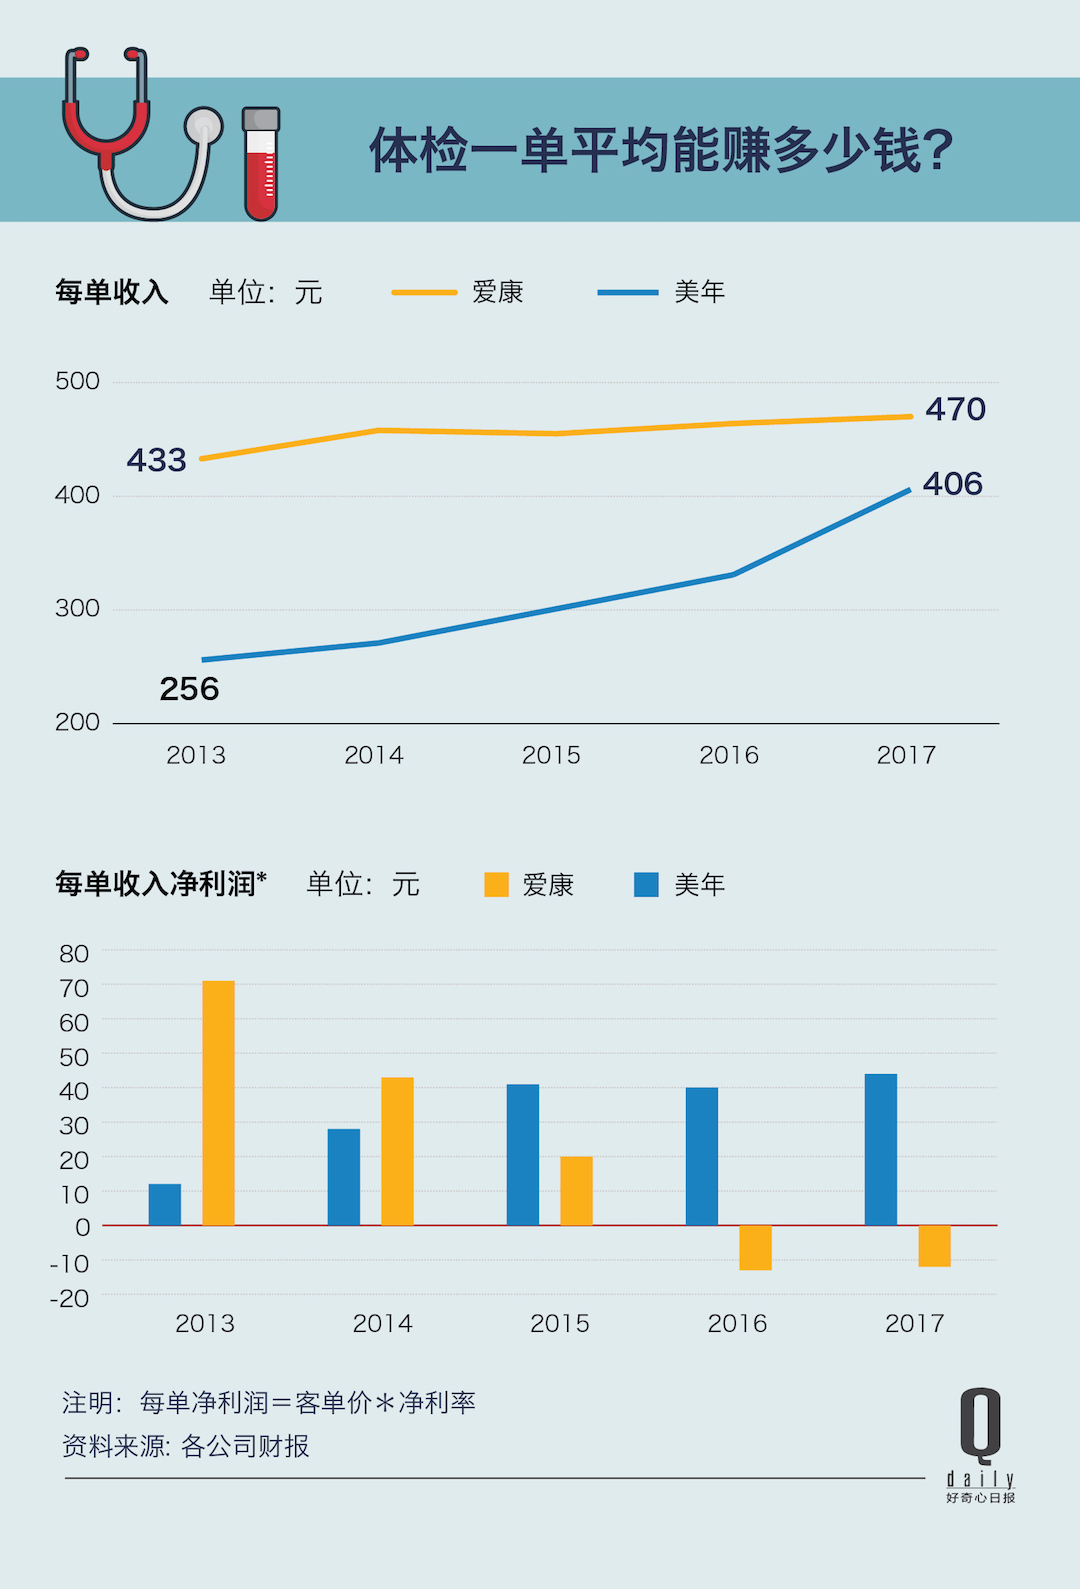 体检一单平均能赚多少钱?
每单收入 单位：元 爱康 美年
500
470
433
406
400
300
256
200
2013 2014 2015 2016 2017
每单收入净利润* 单位：元 爱康 美年
80
70
60
50
40
30
20
10
0
-10
-20
2013 2014 2015 2016 2017
注明：每单净利润＝客单价＊净利率
资料来源: 各公司财报
Q
daily
好奇心日报